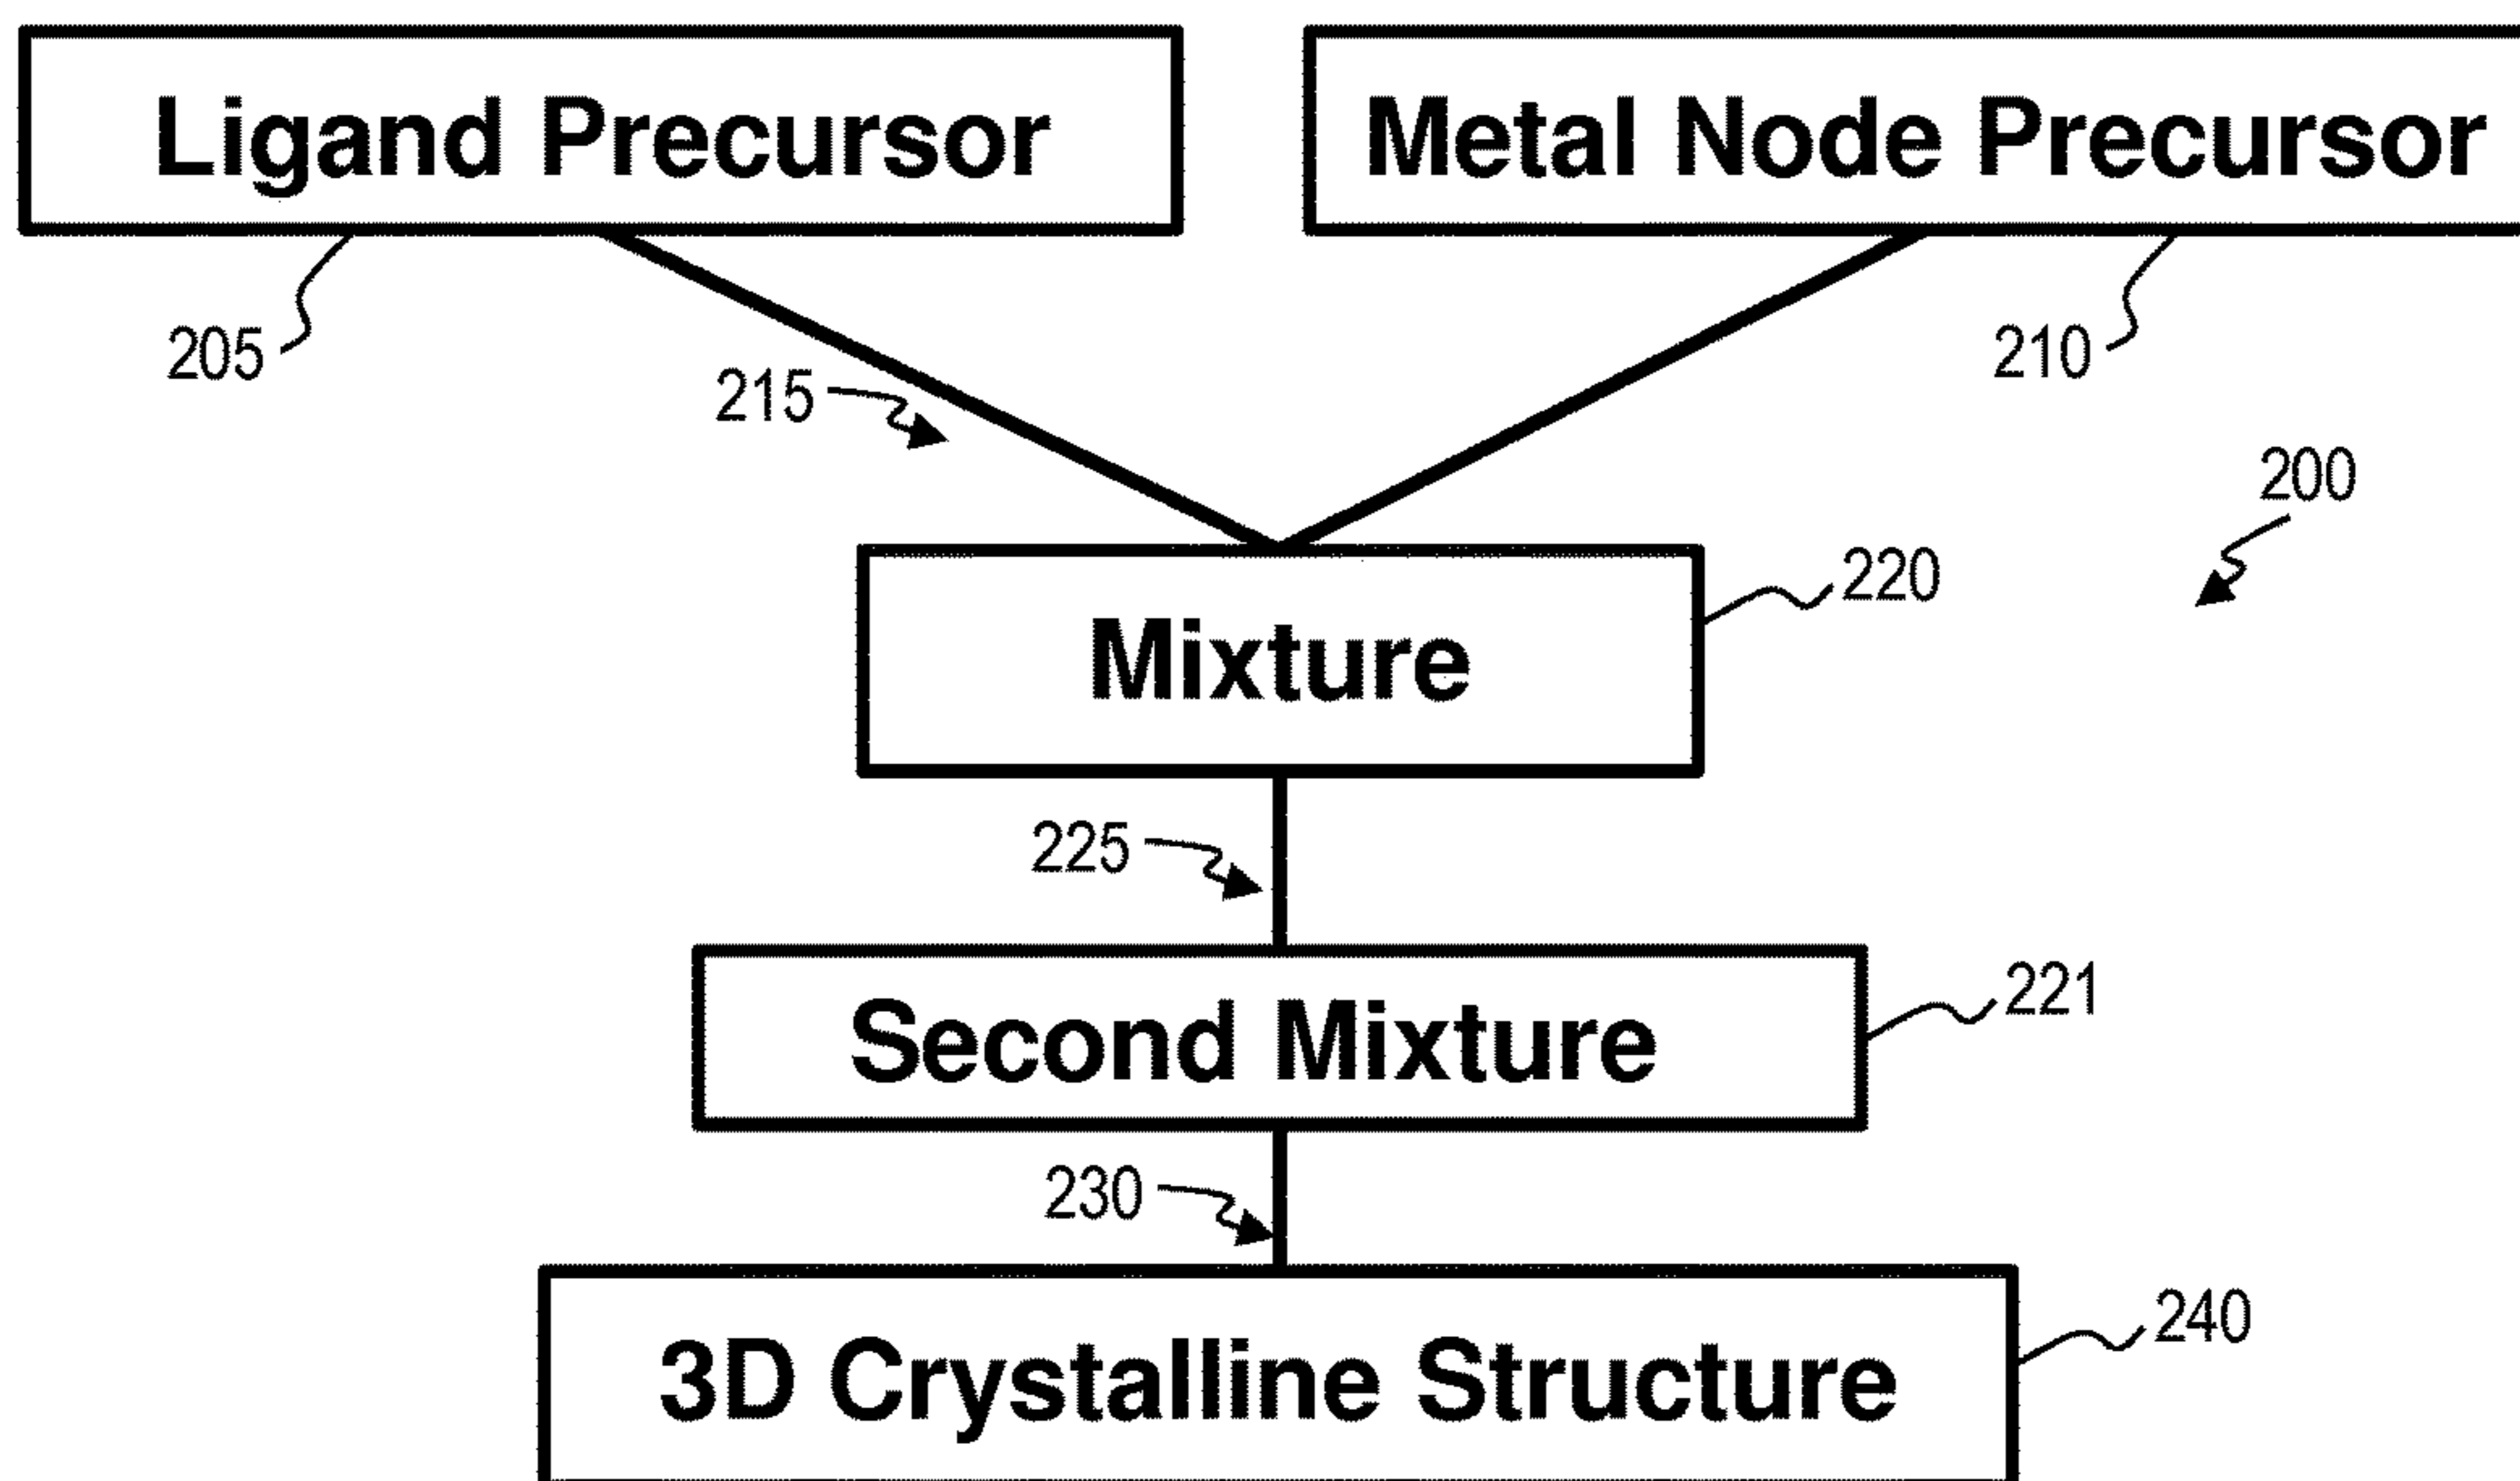 Ligand Precursor
Metal Node Precursor
205
210
215
200
220
Mixture
225
221
Second Mixture
230
240
3D Crystalline Structure